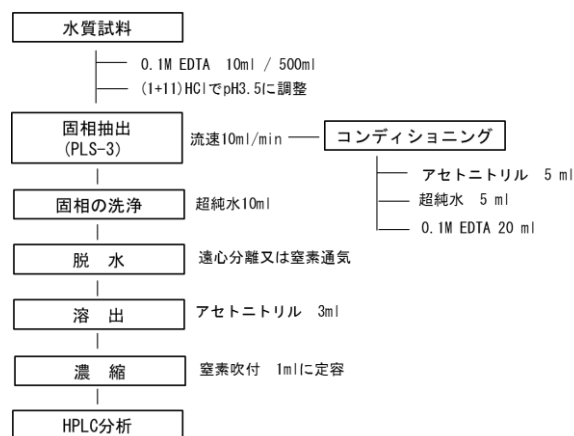 水質試料
0.1M EDTA 10ml / 500ml
(1+11)HClでpH3.5に調整
固相抽出
(PLS-3)
流速10ml/min
コンディショニング
アセトニトリル 5 ml
超純水 5 ml
0.1M EDTA 20 ml
固相の洗浄
超純水10ml
脱 水
遠心分離又は窒素通気
溶 出
アセトニトリル 3ml
濃 縮
窒素吹付 1mlに定容
HPLC分析